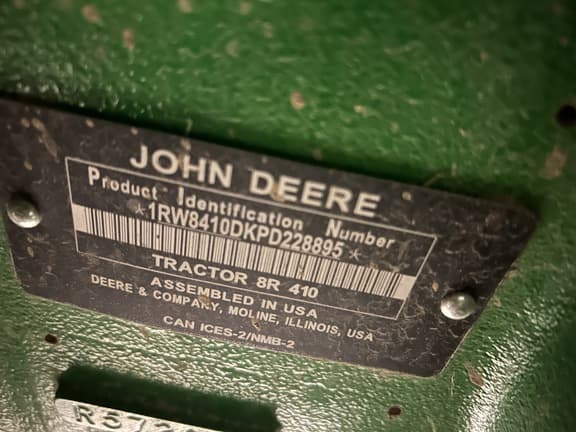 JOHN DEERE
Product Identification Number
*1RW8410DKPD228895*
TRACTOR 8R 410
ASSEMBLED IN USA
DEERE & COMPANY, MOLINE, ILLINOIS, USA
CAN ICES-2/NMB-2